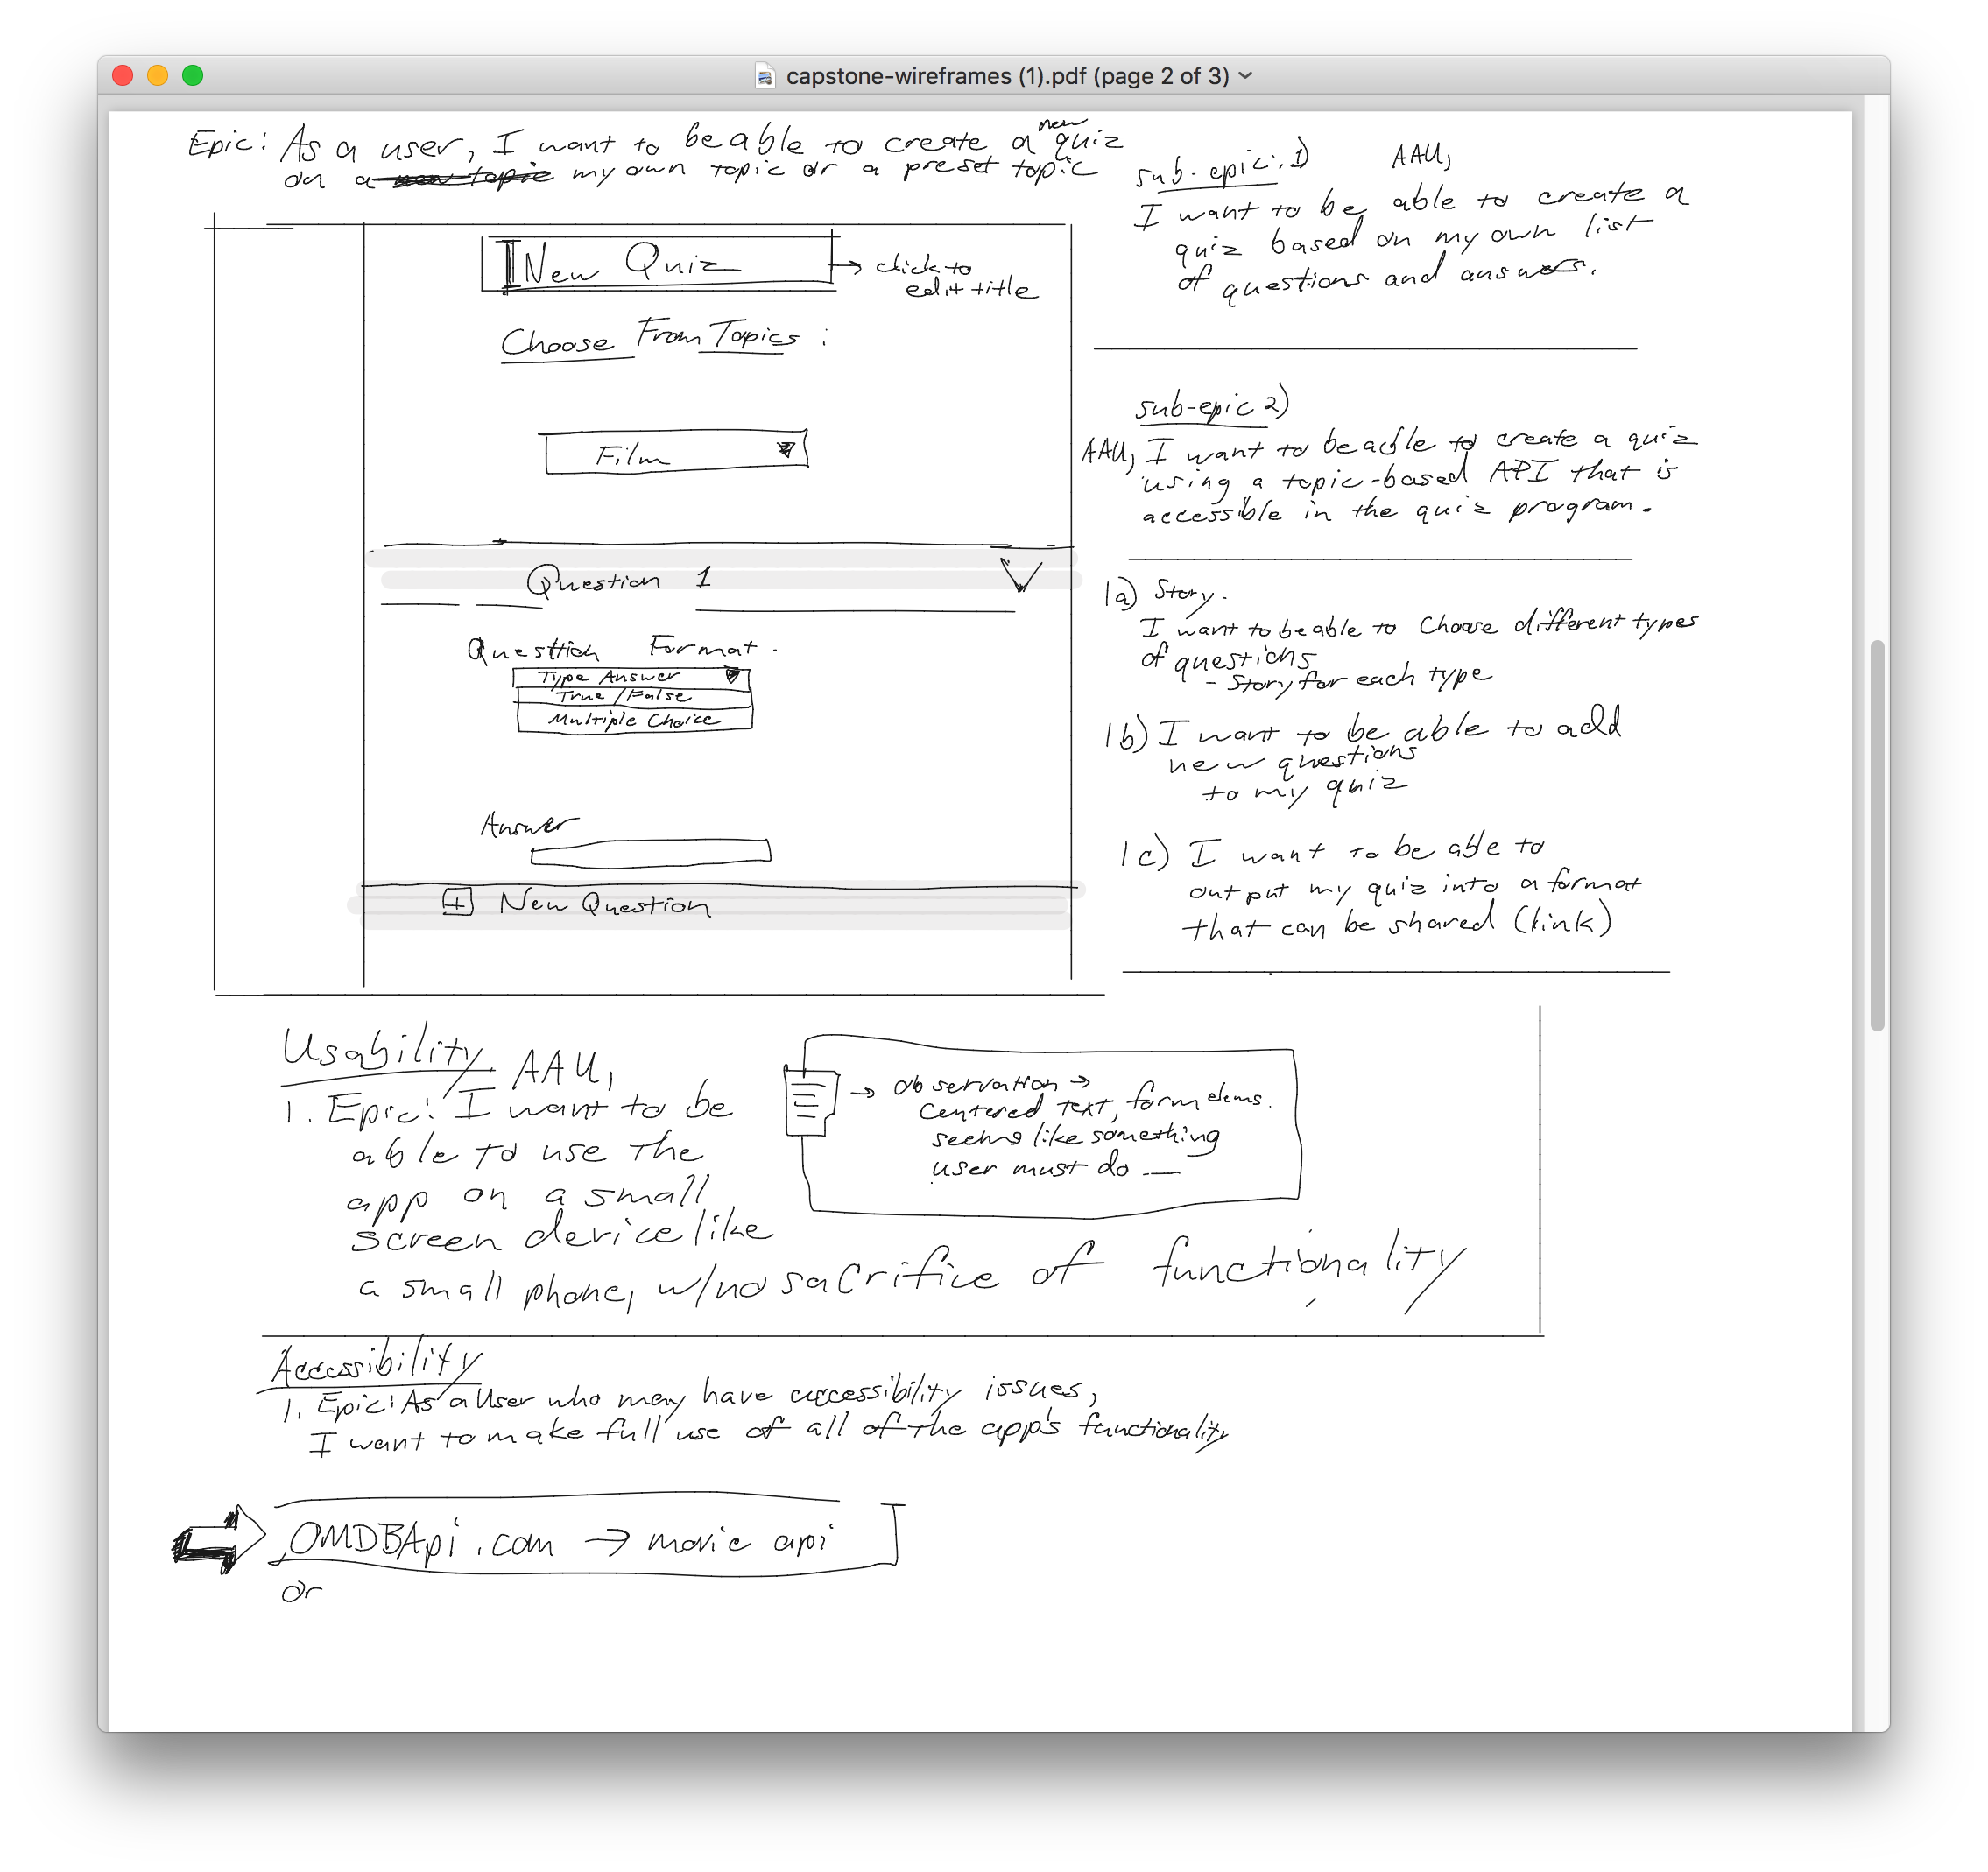 capstone-wireframes (1).pdf (page 2 of 3)
Epic: As a user, I want to be able to create a new quiz
on a new topic my own topic or a preset topic
New Quiz
→ click to
edit title
Choose From Topics :
Film
Question 1
Question Format.
Type Answer
True/False
Multiple Choice
Answer
+ New Question
sub-epic: 1) AAU,
I want to be able to create a
quiz based on my own list
of questions and answers.
sub-epic 2)
AAU, I want to be able to create a quiz
using a topic-based API that is
accessible in the quiz program.
1a) Story.
I want to be able to choose different types
of questions
- Story for each type
1b) I want to be able to add
new questions
to my quiz
1c) I want to be able to
output my quiz into a format
that can be shared (link)
Usability AAU,
1. Epic: I want to be
able to use the
app on a small
screen device like
a small phone, w/no sacrifice of functionality
→ observation →
Centered text, form elems.
seems like something
user must do —
Accessibility
1. Epic: As a User who may have accessibility issues,
I want to make full use of all of the app's functionality
OMDBApi.com → movie api
or